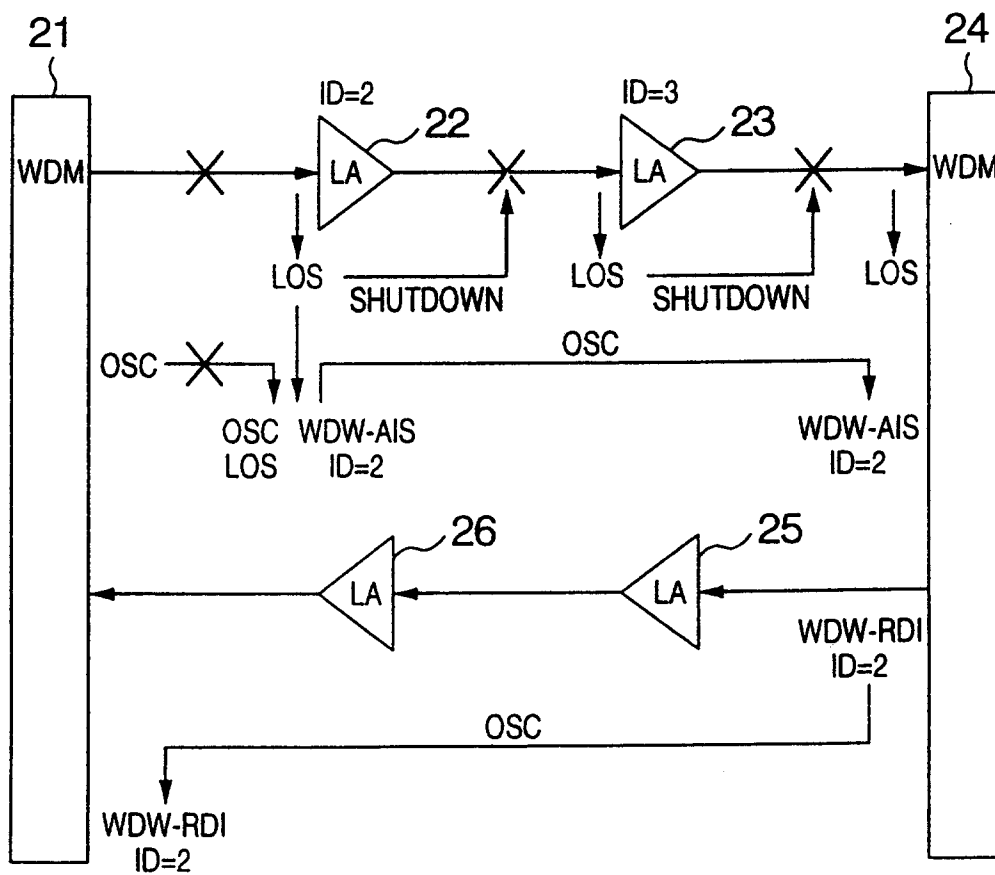 21
24
ID=2
22
ID=3
23
WDM
LA
LA
WDM
LOS
SHUTDOWN
LOS
SHUTDOWN
LOS
OSC
OSC
OSC
LOS
WDW-AIS
ID=2
WDW-AIS
ID=2
26
25
LA
LA
WDW-RDI
ID=2
OSC
WDW-RDI
ID=2